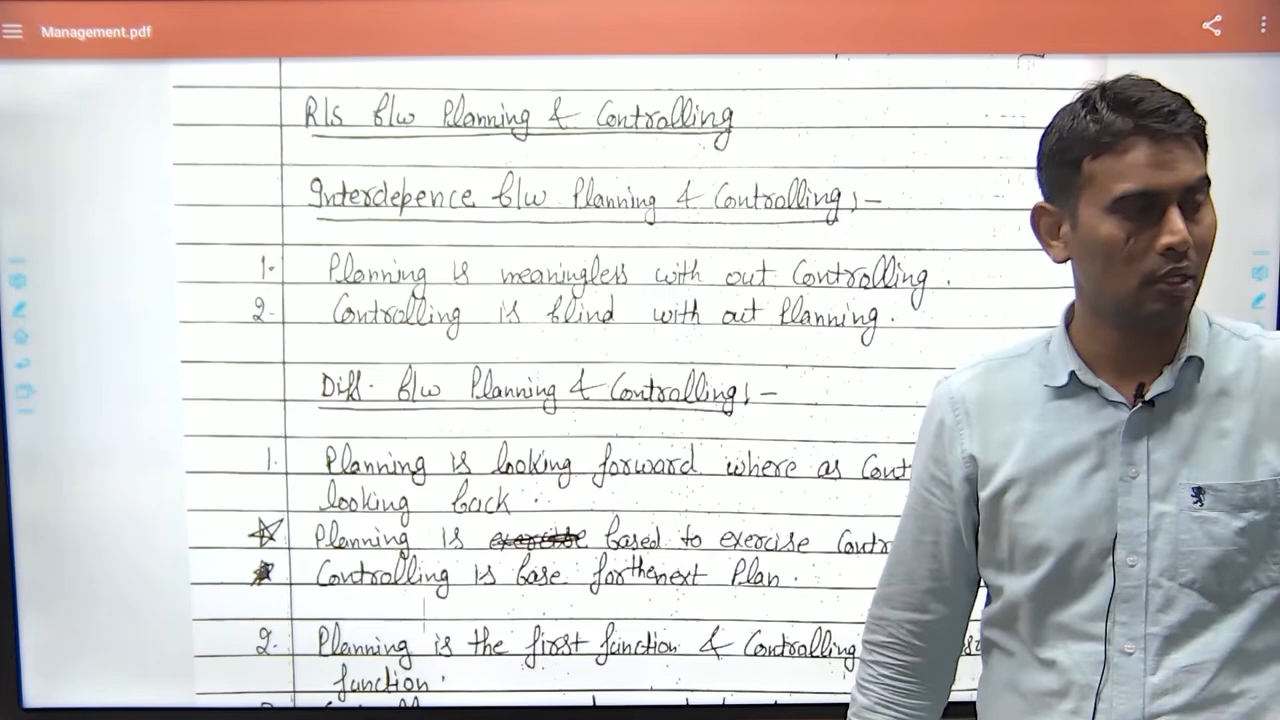 Management.pdf
R/s b/w Planning & Controlling
Interdepence b/w Planning & Controlling :-
1. Planning is meaningless with out Controlling .
2. Controlling is blind with out Planning.
Diff. b/w Planning & Controlling :-
1. Planning is looking forward where as Cont
looking back .
Planning is based to exercise Contr
Controlling is base for the next Plan .
2. Planning is the first function & Controlling
function.